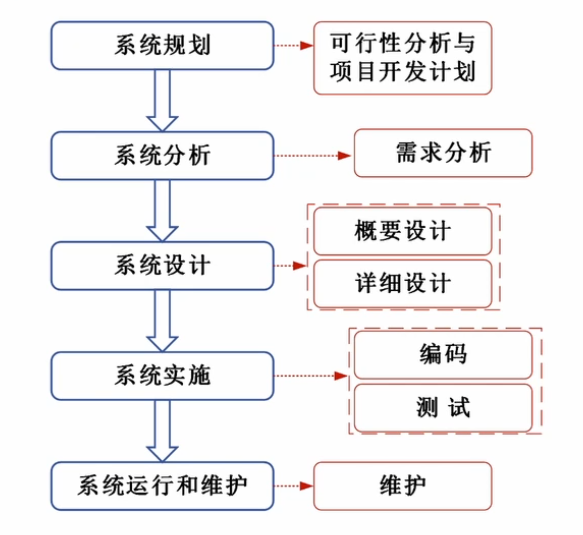 系统规划
可行性分析与
项目开发计划
系统分析
需求分析
系统设计
概要设计
详细设计
系统实施
编码
测 试
系统运行和维护
维护